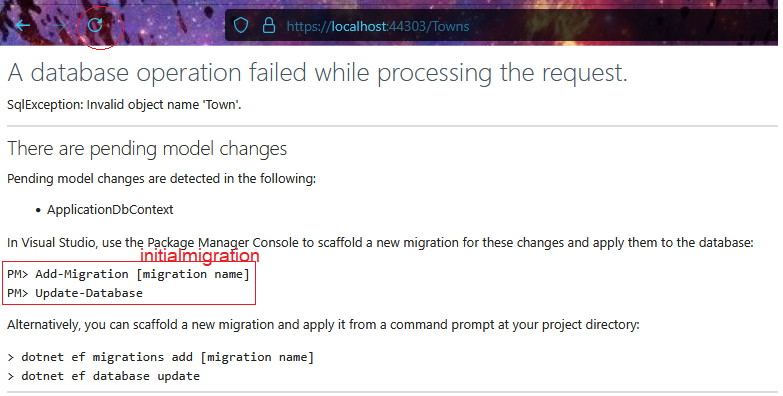 https://localhost:44303/Towns
A database operation failed while processing the request.
SqlException: Invalid object name 'Town'.
There are pending model changes
Pending model changes are detected in the following:
• ApplicationDbContext
In Visual Studio, use the Package Manager Console to scaffold a new migration for these changes and apply them to the database:
initialmigration
PM> Add-Migration [migration name]
PM> Update-Database
Alternatively, you can scaffold a new migration and apply it from a command prompt at your project directory:
> dotnet ef migrations add [migration name]
> dotnet ef database update